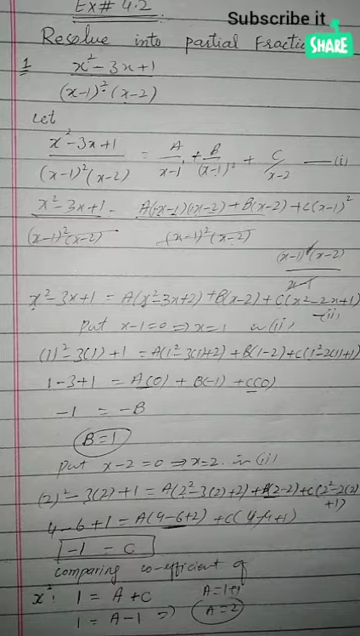 Ex# 4.2
Subscribe it
SHARE
Resolve into partial Fractic
1 x²-3x+1
(x-1)²(x-2)
Let
x²-3x+1 = A + B + C —(i)
(x-1)²(x-2) x-1 (x-1)² x-2
x²-3x+1 = A(x-1)(x-2)+B(x-2)+C(x-1)²
(x-1)²(x-2) (x-1)²(x-2)
(x-1)²(x-2)
x-1
x²-3x+1 = A(x²-3x+2)+B(x-2)+C(x²-2x+1)
—(ii)
Put x-1=0 ⇒ x=1 in (ii)
(1)²-3(1)+1 = A(1²-3(1)+2)+B(1-2)+C(1²-2(1)+1)
1-3+1 = A(0) + B(-1) + C(0)
-1 = -B
B=1
Put x-2=0 ⇒ x=2 in (ii)
(2)²-3(2)+1 = A(2²-3(2)+2)+B(2-2)+C(2²-2(2)
+1)
4-6+1 = A(4-6+2) + C(4-4+1)
-1 = C
comparing co-efficient of
x²: 1 = A+C A=1+1
1 = A-1 ⇒ A=2